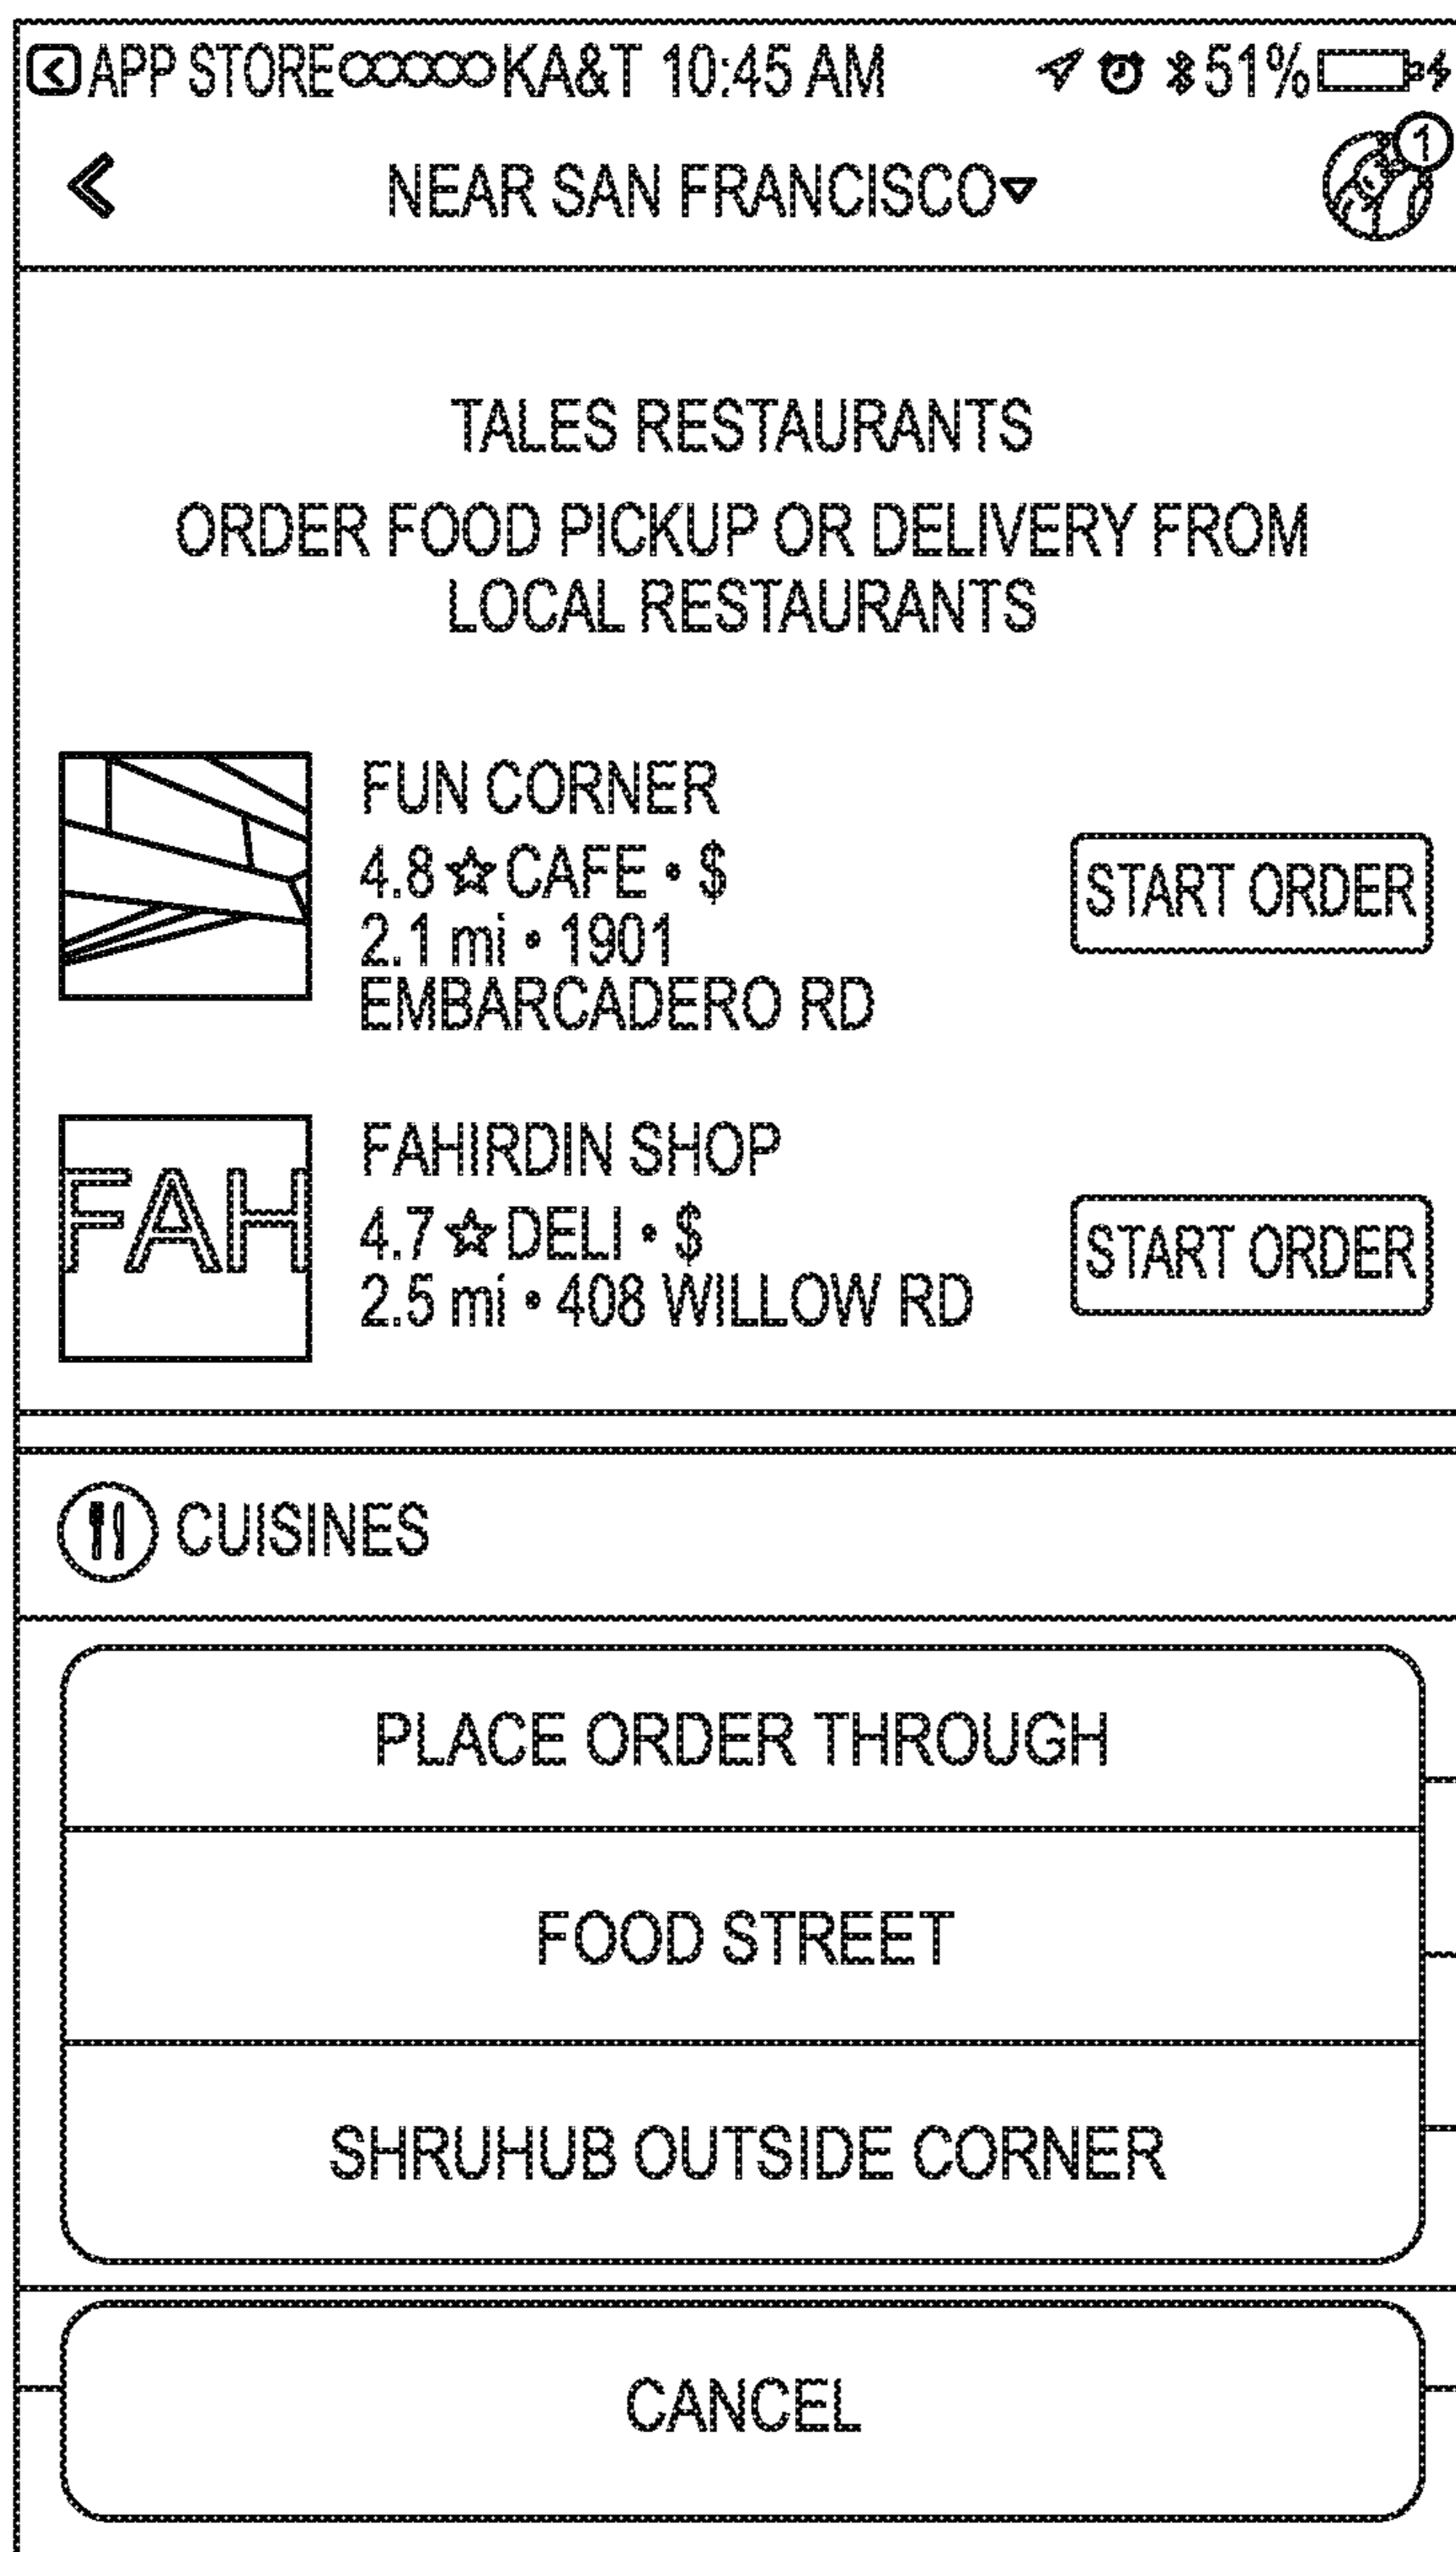 APP STORE KA&T 10:45 AM 51%
NEAR SAN FRANCISCO 1
TALES RESTAURANTS
ORDER FOOD PICKUP OR DELIVERY FROM
LOCAL RESTAURANTS
FUN CORNER
4.8 ☆ CAFE • $
2.1 mi • 1901
EMBARCADERO RD
START ORDER
FAH
FAHIRDIN SHOP
4.7 ☆ DELI • $
2.5 mi • 408 WILLOW RD
START ORDER
CUISINES
PLACE ORDER THROUGH
FOOD STREET
SHRUHUB OUTSIDE CORNER
CANCEL